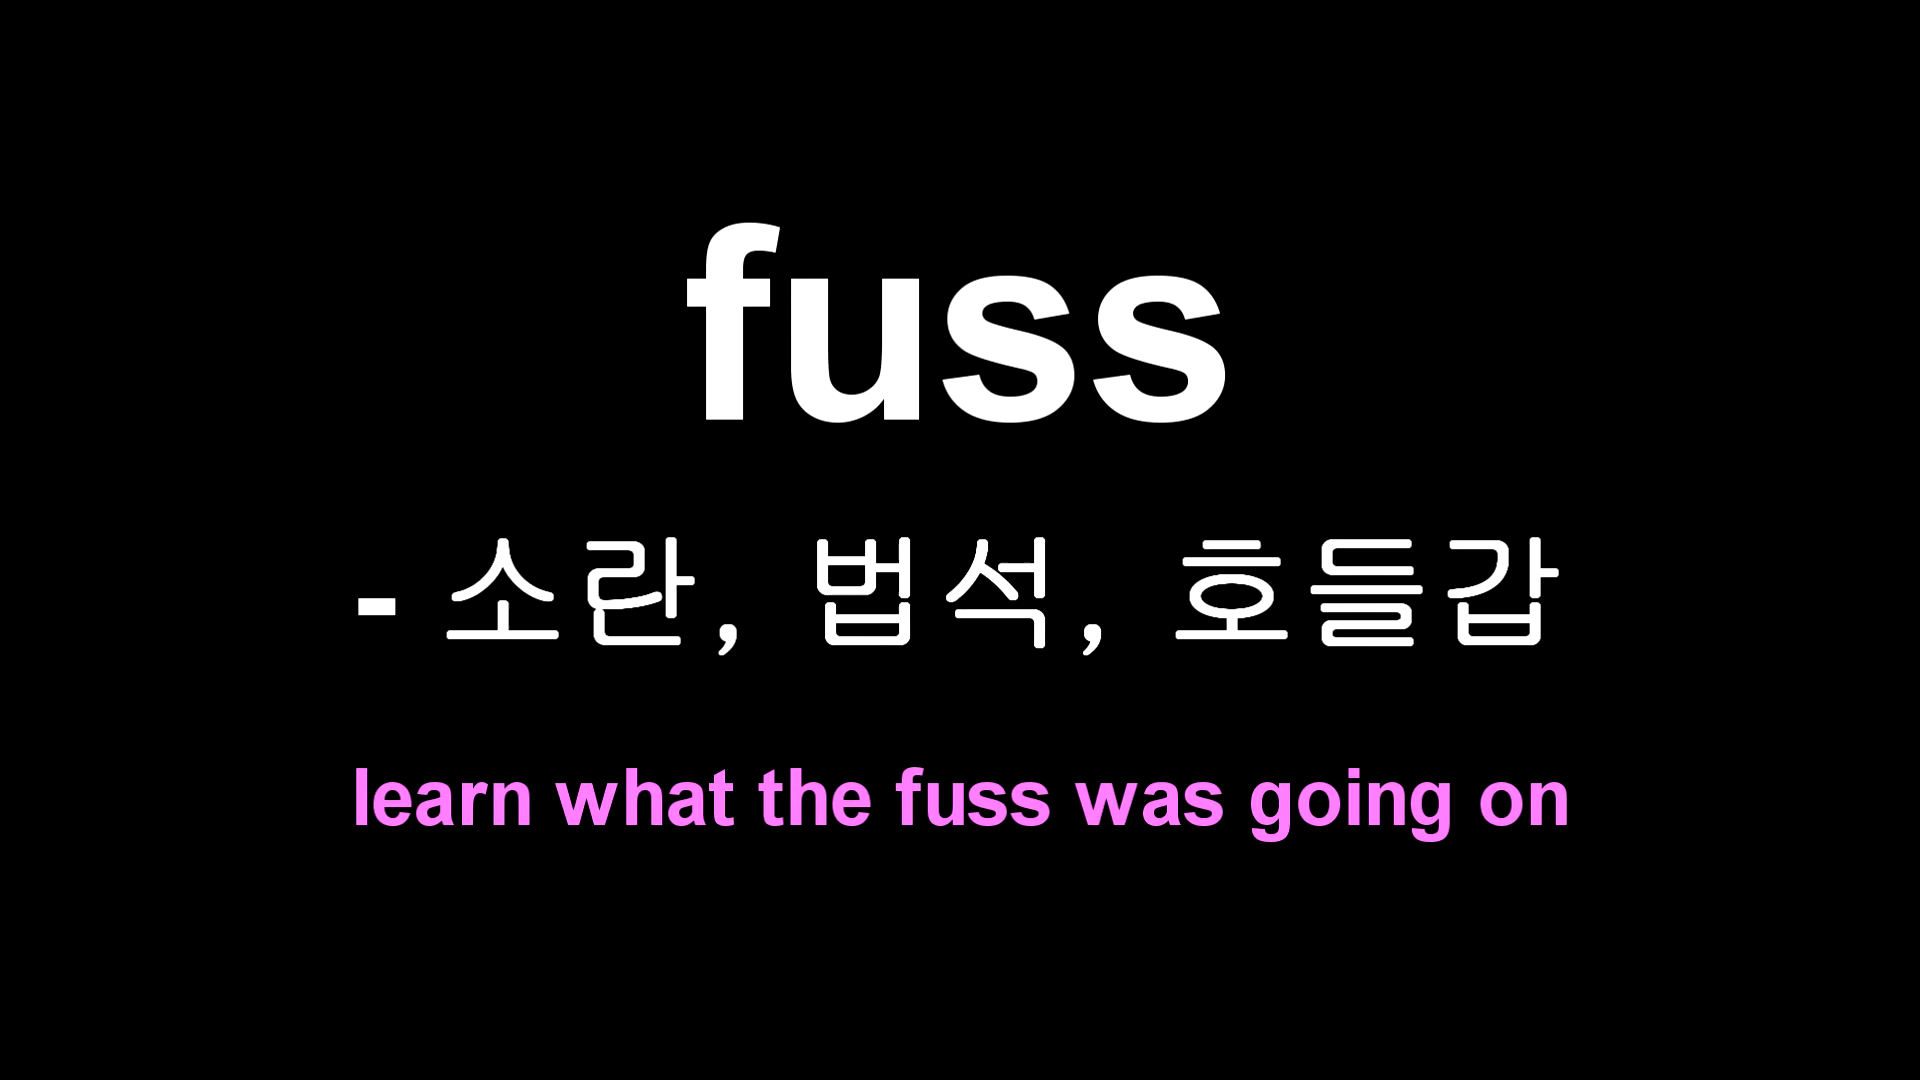 fuss
- 소란, 법석, 호들갑
learn what the fuss was going on